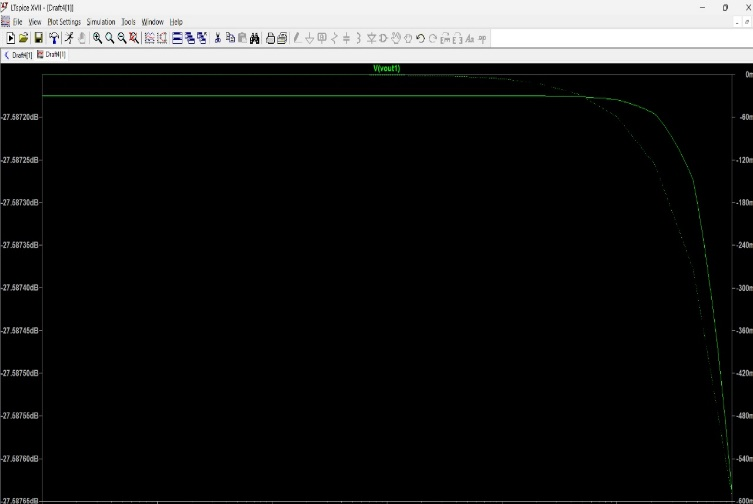 LTspice XVII - [Draft4[1]]
File View Plot Settings Simulation Tools Window Help
Draft4[1] Draft4[1]
V(vout1)
-27.58720dB
-27.58725dB
-27.58730dB
-27.58735dB
-27.58740dB
-27.58745dB
-27.58750dB
-27.58755dB
-27.58760dB
-27.58765dB
0m
-60m
-120m
-180m
-240m
-300m
-360m
-420m
-480m
-540m
-600m